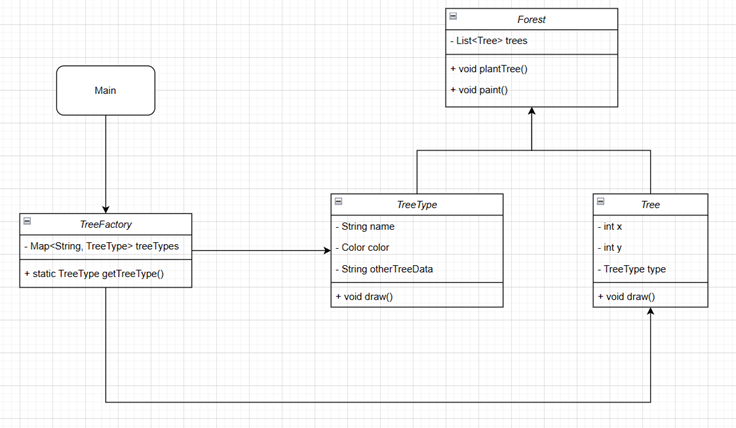 Forest
- List<Tree> trees
+ void plantTree()
+ void paint()
Main
TreeFactory
- Map<String, TreeType> treeTypes
+ static TreeType getTreeType()
TreeType
- String name
- Color color
- String otherTreeData
+ void draw()
Tree
- int x
- int y
- TreeType type
+ void draw()